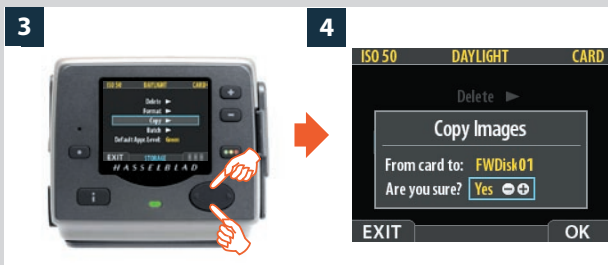 3
ISO 50 DAYLIGHT CARD
Delete
Format
Copy
Batch
Default Appr. Level: Green
EXIT STORAGE
HASSELBLAD
i
4
ISO 50 DAYLIGHT CARD
Delete
Copy Images
From card to: FWDisk01
Are you sure? Yes
EXIT OK